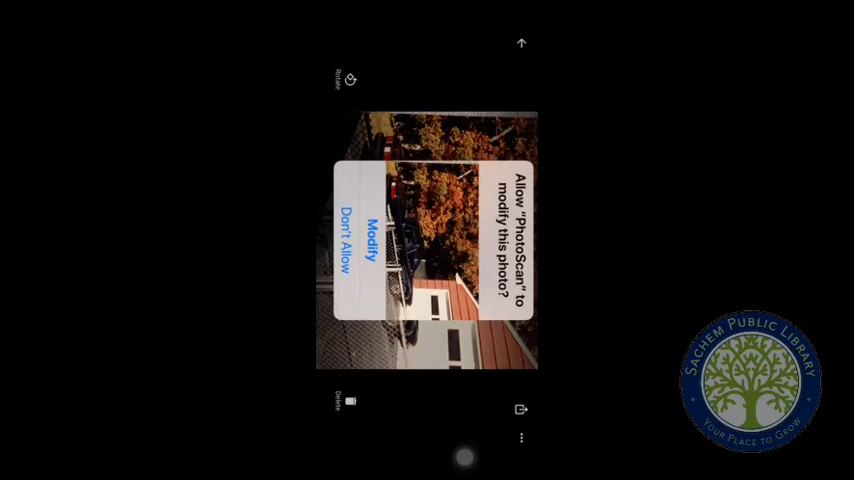 Allow “PhotoScan” to
modify this photo?
Modify
Don't Allow
Rotate
Delete
SACHEM PUBLIC LIBRARY
YOUR PLACE TO GROW